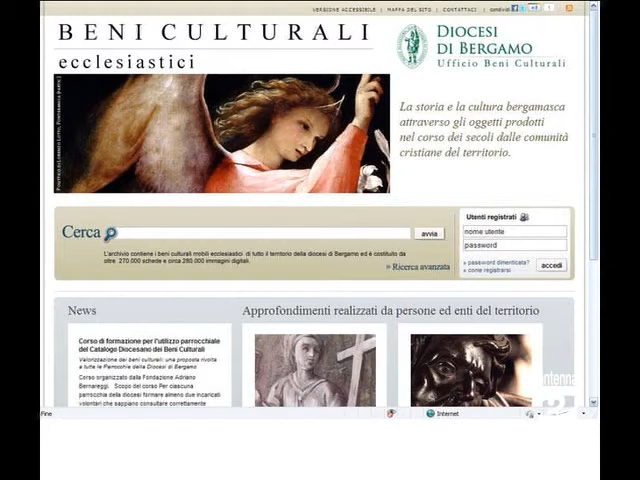 VERSIONE ACCESSIBILE | MAPPA DEL SITO | CONTATTACI | condividi
BENI CULTURALI
ecclesiastici
DIOCESI
DI BERGAMO
Ufficio Beni Culturali
La storia e la cultura bergamasca
attraverso gli oggetti prodotti
nel corso dei secoli dalle comunità
cristiane del territorio.
Cerca
avvia
L'archivio contiene i beni culturali mobili ecclesiastici di tutto il territorio della diocesi di Bergamo ed è costituito da
oltre 270.000 schede e circa 280.000 immagini digitali.
» Ricerca avanzata
Utenti registrati
nome utente
password
» password dimenticata?
» come registrarsi
accedi
News
Corso di formazione per l'utilizzo parrocchiale
del Catalogo Diocesano dei Beni Culturali
Valorizzazione dei beni culturali: una proposta rivolta
a tutte le Parrocchie della Diocesi di Bergamo
Corso organizzato dalla Fondazione Adriano
Bernareggi. Scopo del corso Per ciascuna
parrocchia della diocesi formare almeno due incaricati
volontari che sappiano consultare correttamente
Approfondimenti realizzati da persone ed enti del territorio
antenna
2
Fine
Internet